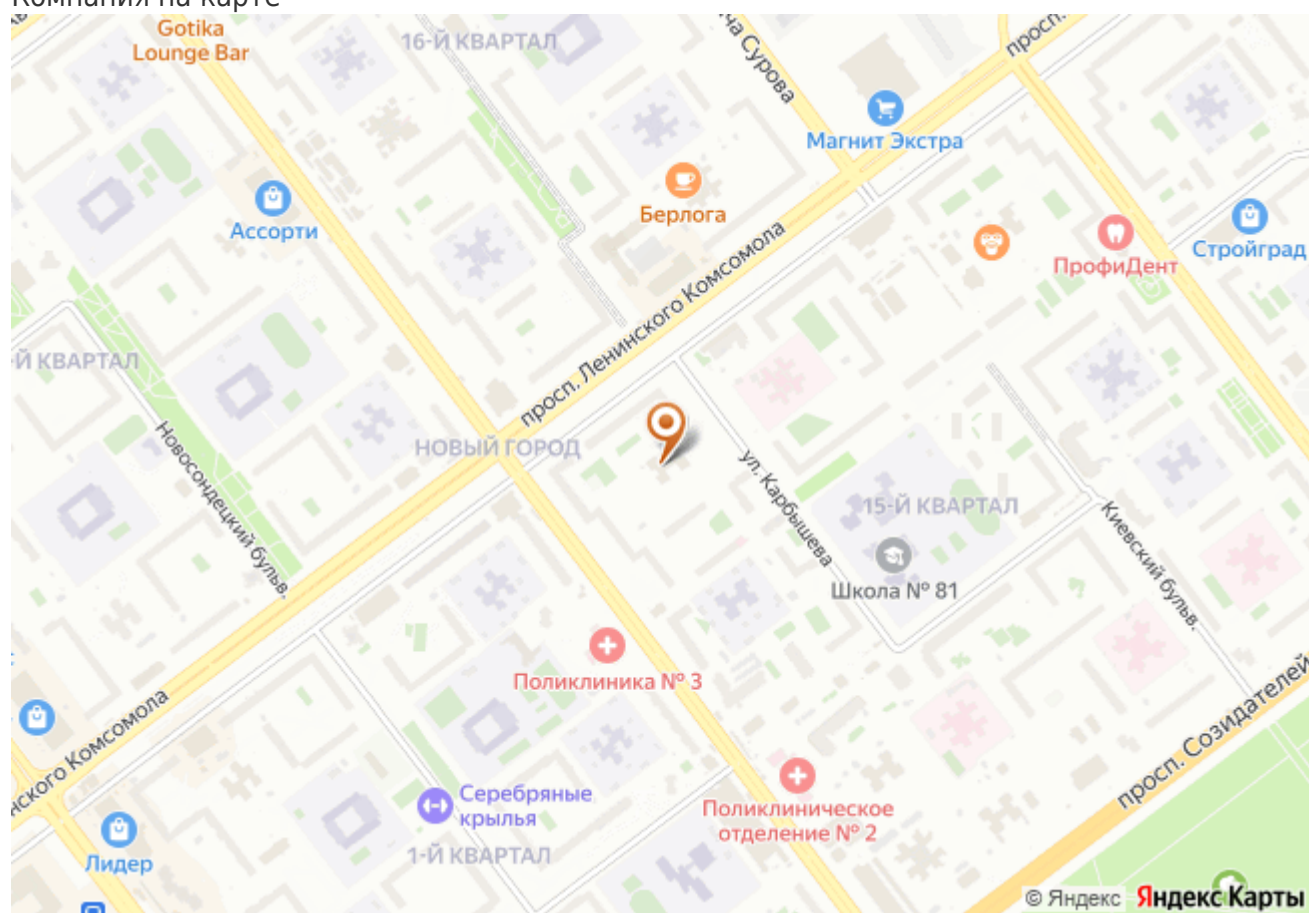 Компания на карте
Gotika
Lounge Bar
16-Й КВАРТАЛ
ча Сурова
просп.
Магнит Экстра
Берлога
Ассорти
Стройград
ПрофиДент
просп. Ленинского Комсомола
-Й КВАРТАЛ
НОВЫЙ ГОРОД
Новосондецкий бульв.
ул. Карбышева
15-Й КВАРТАЛ
Киевский бульв.
Школа № 81
Поликлиника № 3
нского Комсомола
просп. Созидателей
Серебряные
крылья
Поликлиническое
отделение № 2
1-Й КВАРТАЛ
Лидер
© Яндекс Яндекс Карты